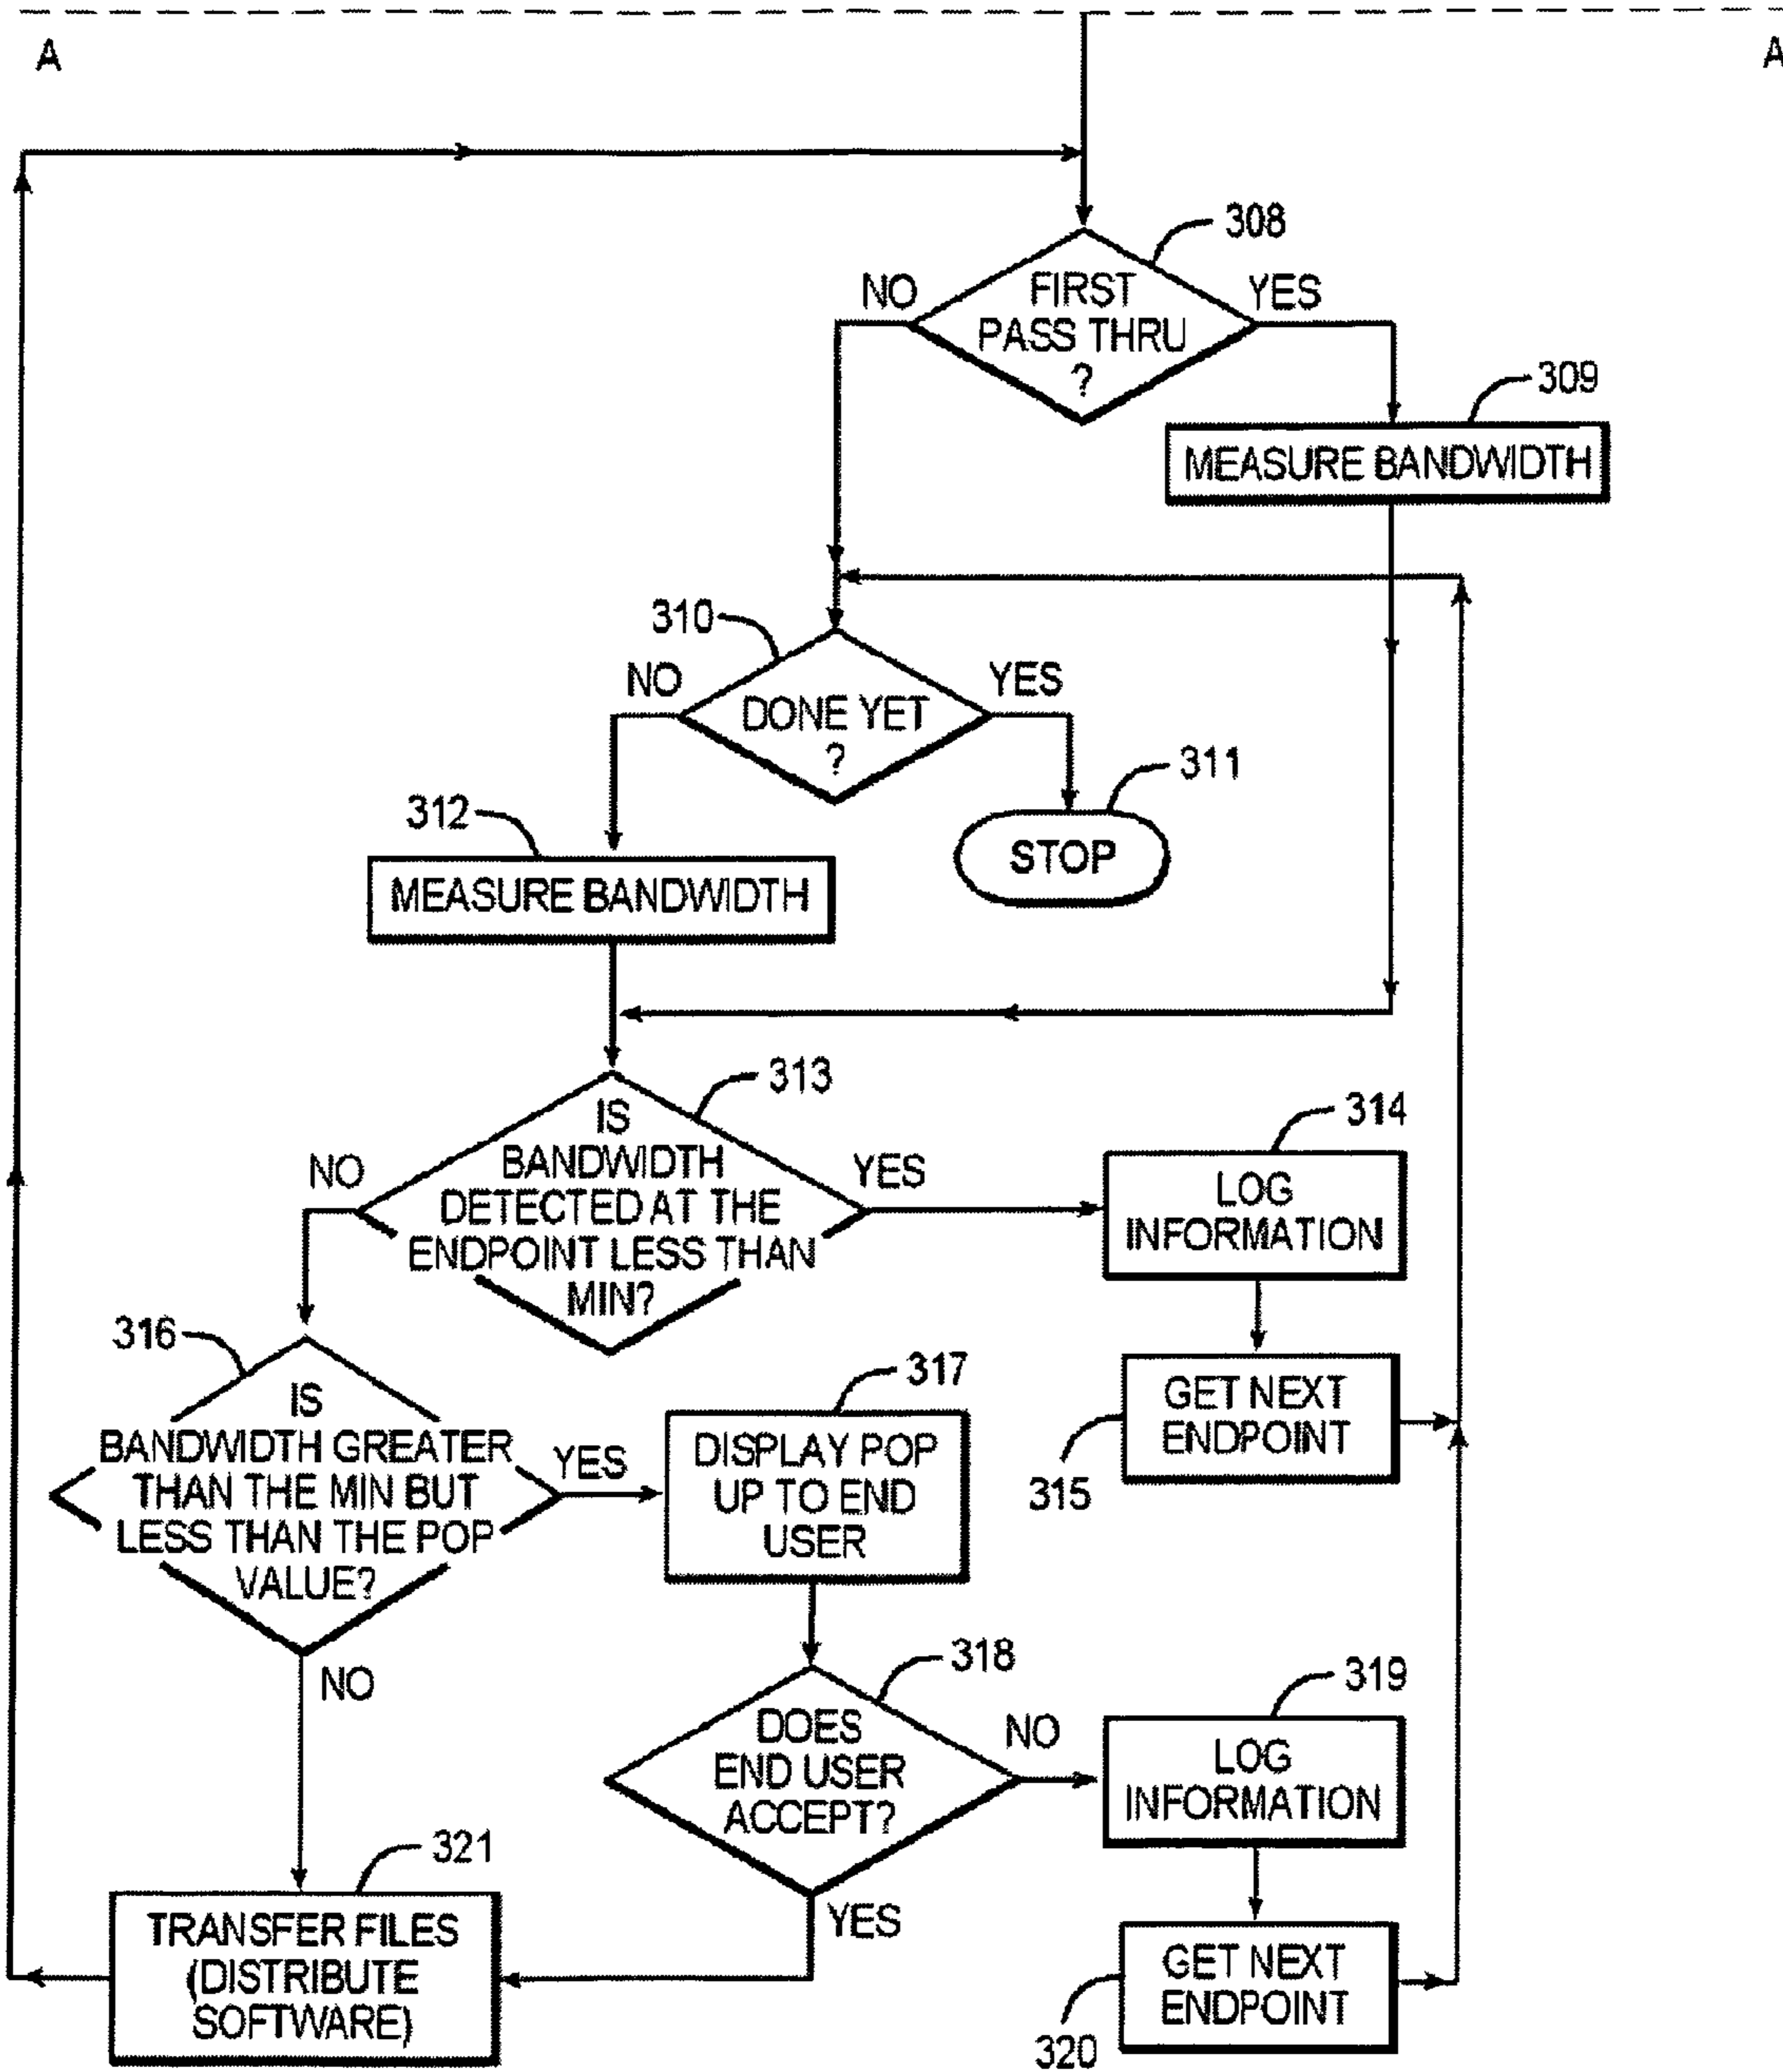 A
A
308
NO
FIRST
YES
PASS THRU
?
309
MEASURE BANDWIDTH
310
NO
YES
DONE YET
?
311
312
STOP
MEASURE BANDWIDTH
313
IS
314
NO
BANDWIDTH
YES
DETECTED AT THE
LOG
INFORMATION
ENDPOINT LESS THAN
MIN?
316
317
IS
GET NEXT
ENDPOINT
BANDWIDTH GREATER
YES
DISPLAY POP
THAN THE MIN BUT
UP TO END
315
LESS THAN THE POP
USER
VALUE?
318
319
NO
DOES
NO
LOG
END USER
INFORMATION
ACCEPT?
321
YES
TRANSFER FILES
(DISTRIBUTE
SOFTWARE)
GET NEXT
ENDPOINT
320